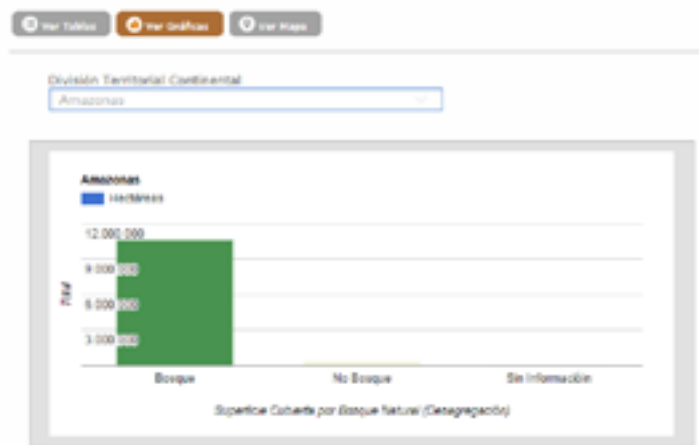 Ver Tablas Ver Gráficas Ver Mapa
División Territorial Continental
Amazonas
Amazonas
Hectáreas
12.000.000
9.000.000
Total
6.000.000
3.000.000
Bosque No Bosque Sin Información
Superficie Cubierta por Bosque Natural (Desagregación)